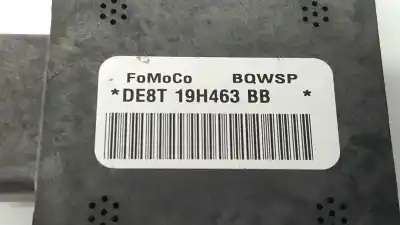 FoMoCo BQWSP
*DE8T 19H463 BB *